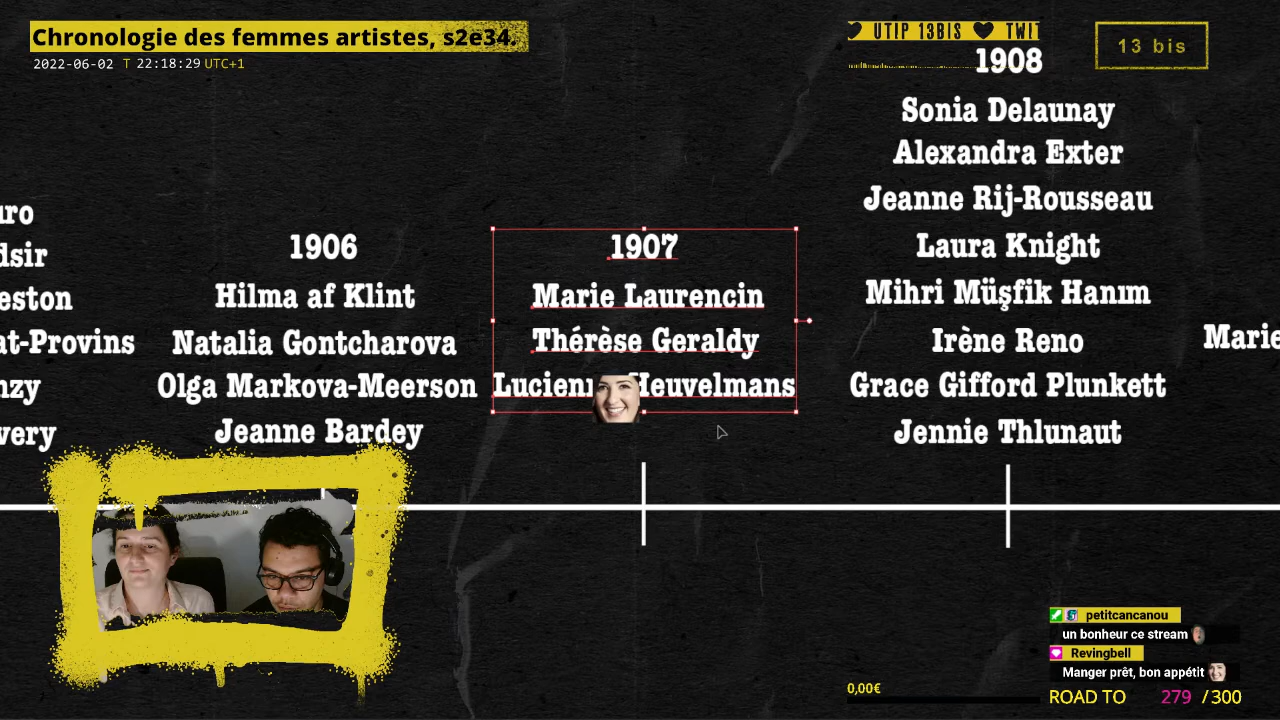 Chronologie des femmes artistes, s2e34.
2022-06-02 T 22:18:29 UTC+1
UTIP 13BIS TWI
13 bis
1908
Sonia Delaunay
Alexandra Exter
Jeanne Rij-Rousseau
Laura Knight
Mihri Müşfik Hanım
Irène Reno
Grace Gifford Plunkett
Jennie Thlunaut
1907
Marie Laurencin
Thérèse Geraldy
Heuvelmans
1906
Hilma af Klint
Natalia Gontcharova
Olga Markova-Meerson
Jeanne Bardey
Marie
petitcancanou
un bonheur ce stream
Revingbell
Manger prêt, bon appétit
0,00€
ROAD TO 279 /300